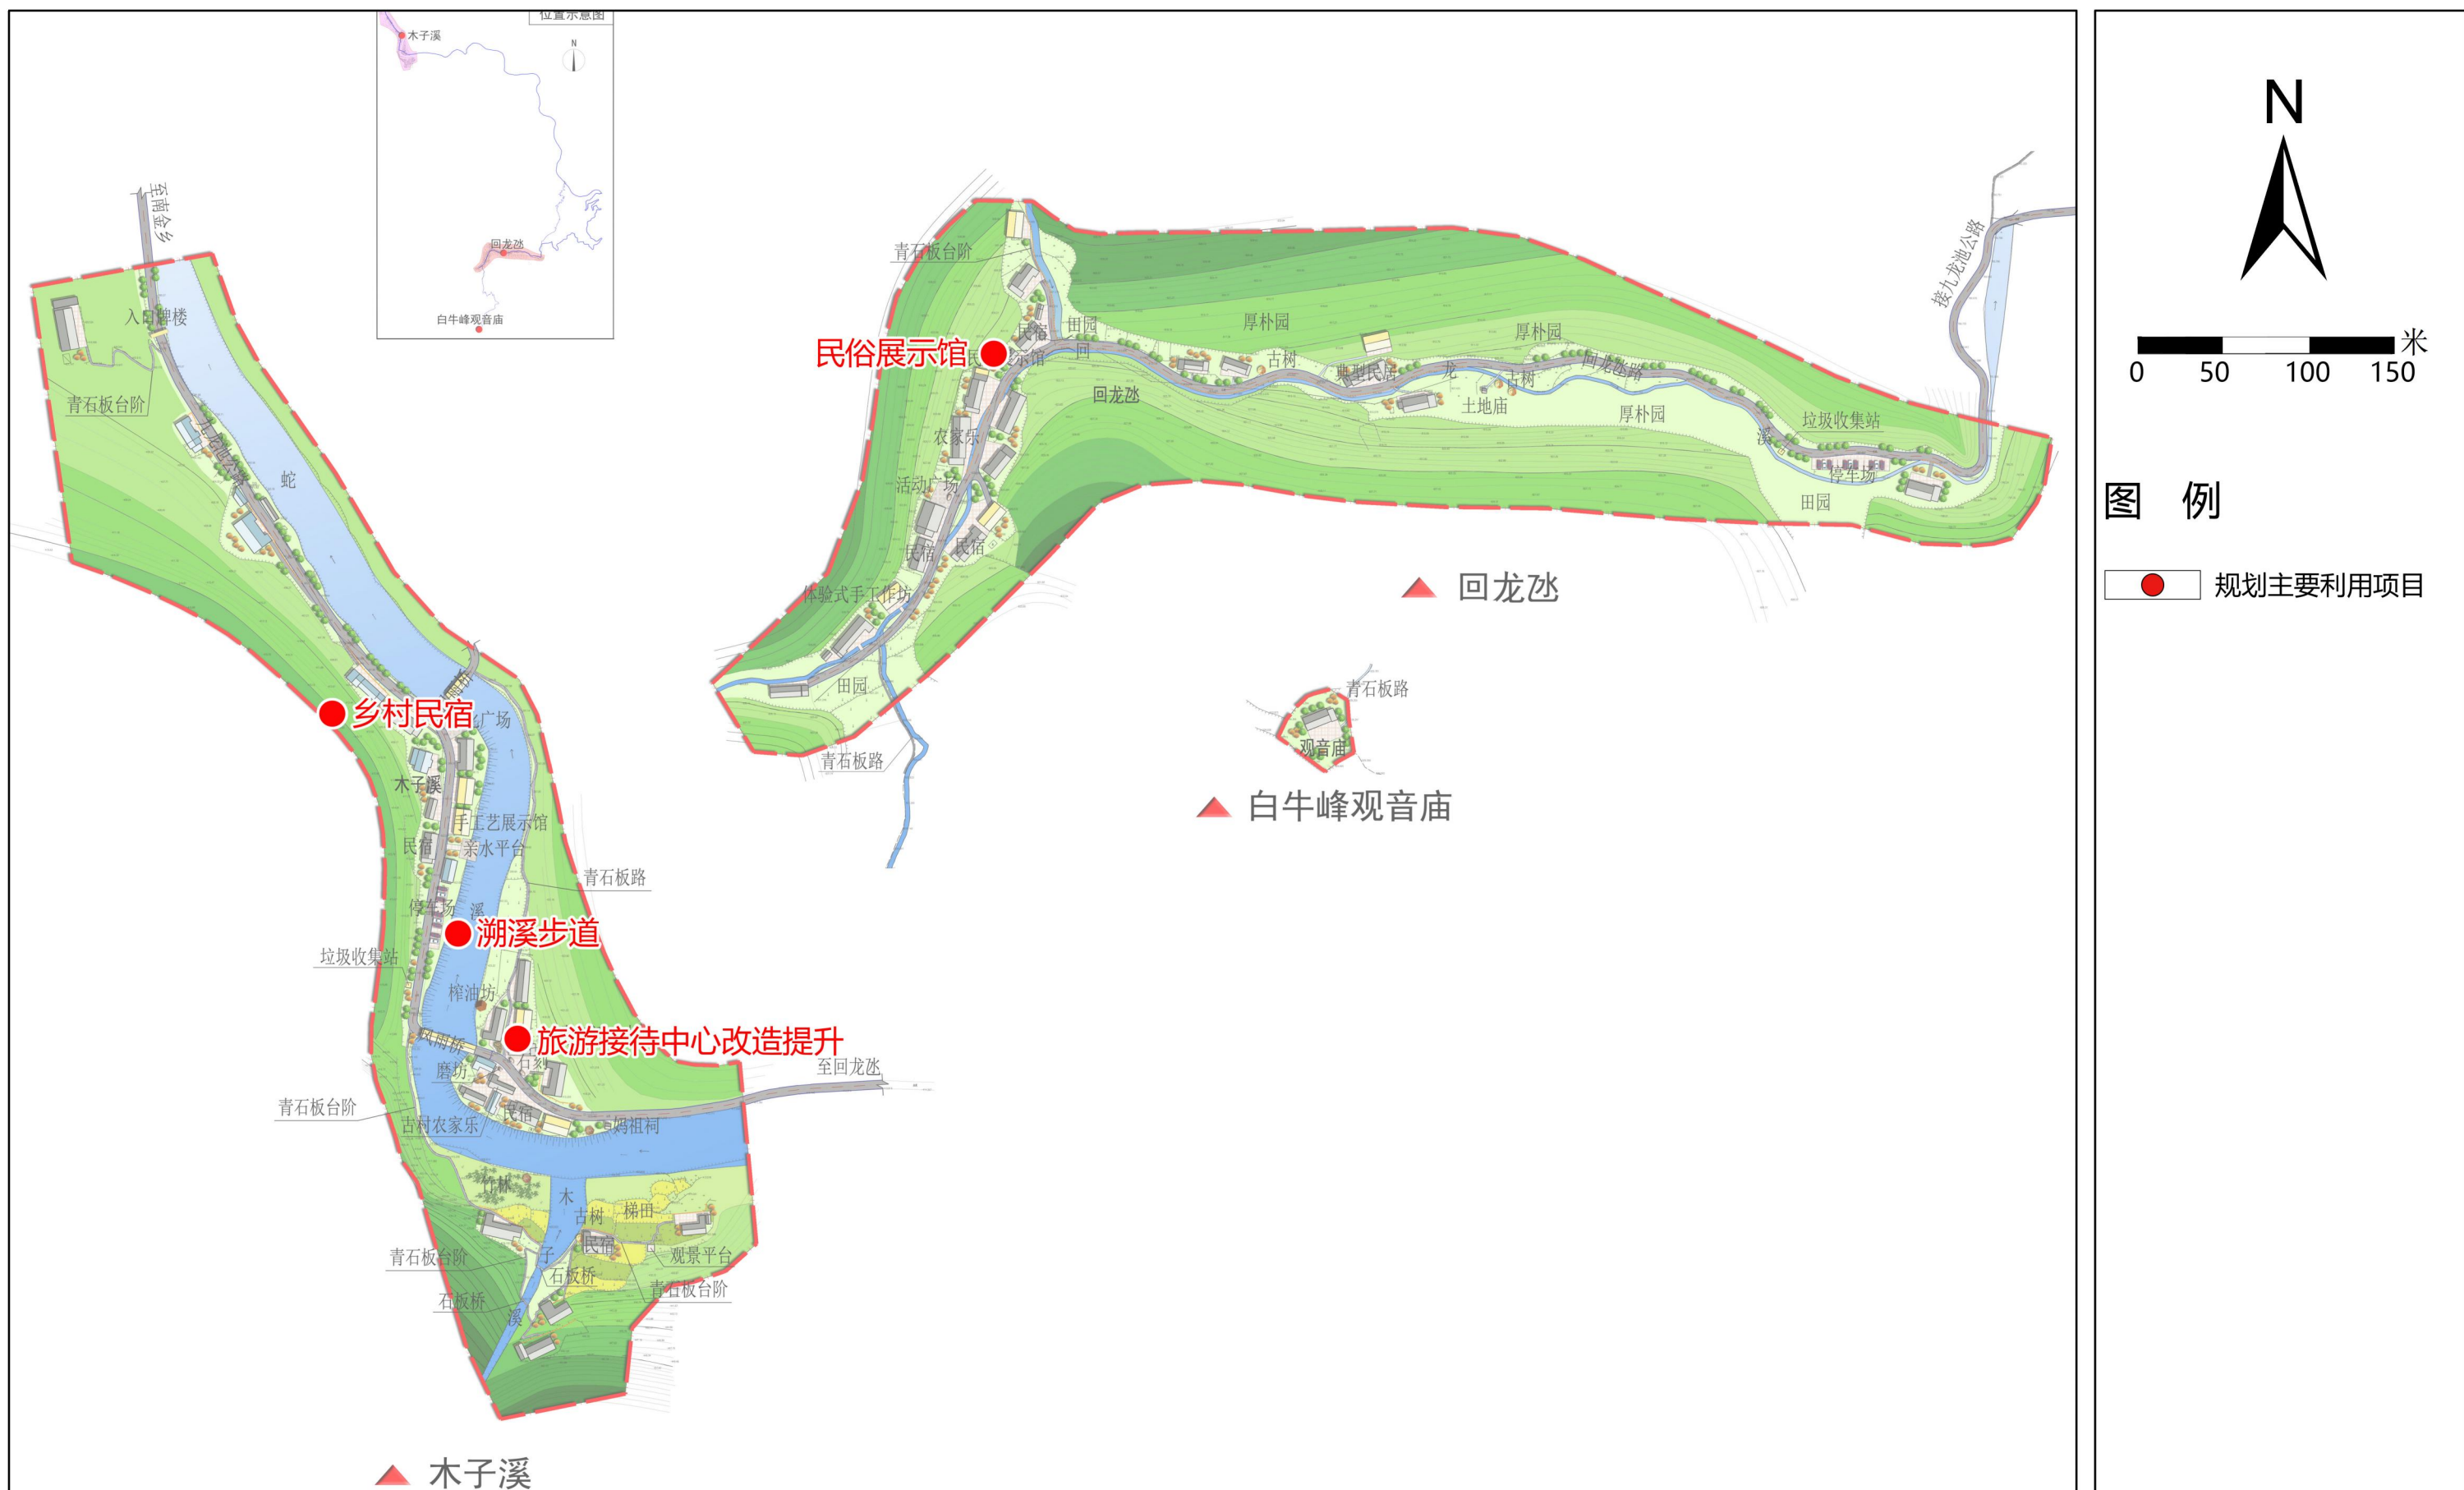 位置示意图
N
木子溪
回龙氹
白牛峰观音庙
至南金乡
入口牌楼
青石板台阶
九龙池公路
蛇
乡村民宿
广场
木子溪
手工艺展示馆
民宿
亲水平台
青石板路
停车场
溪
溯溪步道
垃圾收集站
榨油坊
风雨桥
旅游接待中心改造提升
石刻
磨坊
至回龙氹
青石板台阶
古村农家乐
民宿
妈祖祠
竹林
木
古树
梯田
青石板台阶
子
民宿
观景平台
石板桥
青石板台阶
石板桥
溪
木子溪
青石板台阶
民宿
田园
民俗展示馆
回
厚朴园
厚朴园
古树
典型民居
龙
古树
回龙氹路
回龙氹
土地庙
厚朴园
农家乐
溪
垃圾收集站
停车场
田园
接九龙池公路
活动广场
民宿
民宿
体验式手工作坊
田园
青石板路
回龙氹
青石板路
观音庙
白牛峰观音庙
N
米
0 50 100 150
图 例
规划主要利用项目